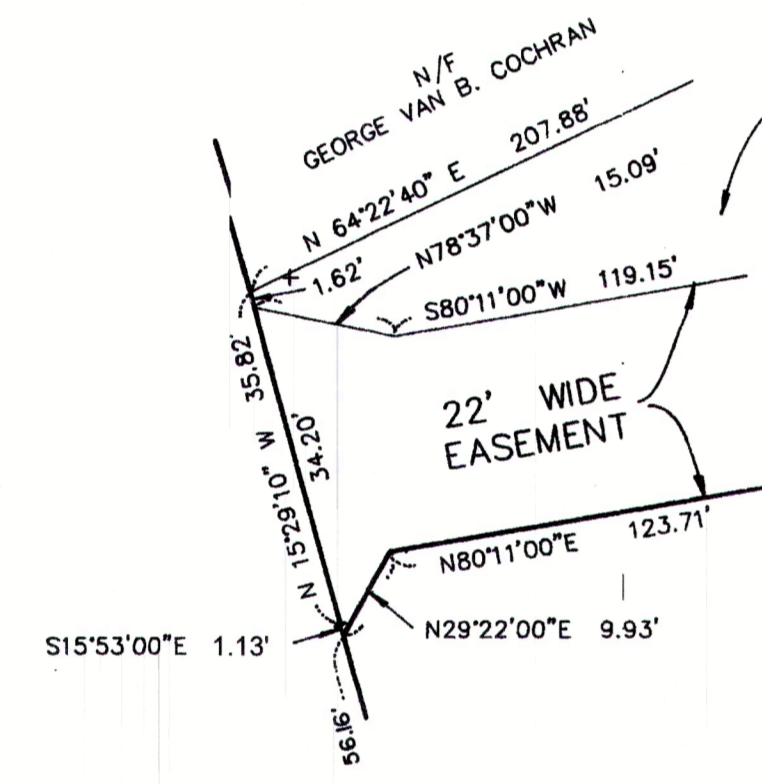 N/F
GEORGE VAN B. COCHRAN
N 64°22'40" E 207.88'
N78°37'00"W 15.09'
1.62'
S80°11'00"W 119.15'
35.82'
N 15°29'10" W
34.20'
22' WIDE
EASEMENT
N80°11'00"E 123.71'
N29°22'00"E 9.93'
S15°53'00"E 1.13'
56.16'